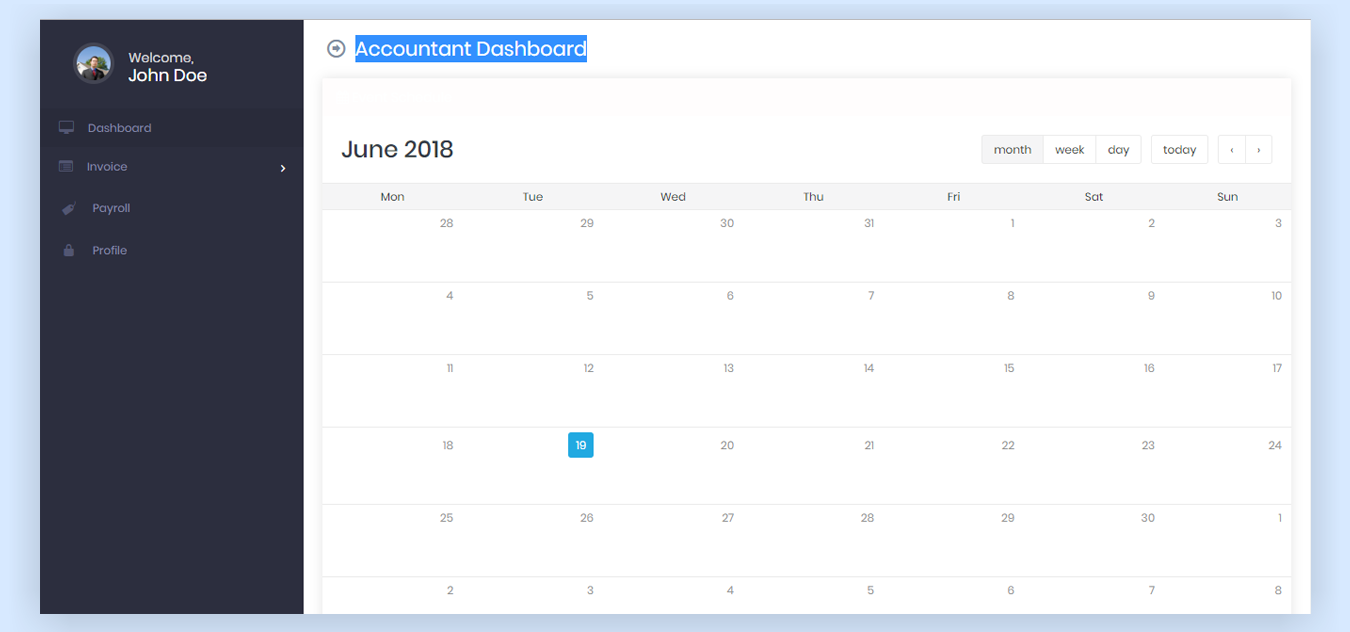 Welcome,
John Doe
Dashboard
Invoice
Payroll
Profile
Accountant Dashboard
June 2018
month week day today ‹ ›
Mon Tue Wed Thu Fri Sat Sun
28 29 30 31 1 2 3
4 5 6 7 8 9 10
11 12 13 14 15 16 17
18 19 20 21 22 23 24
25 26 27 28 29 30 1
2 3 4 5 6 7 8